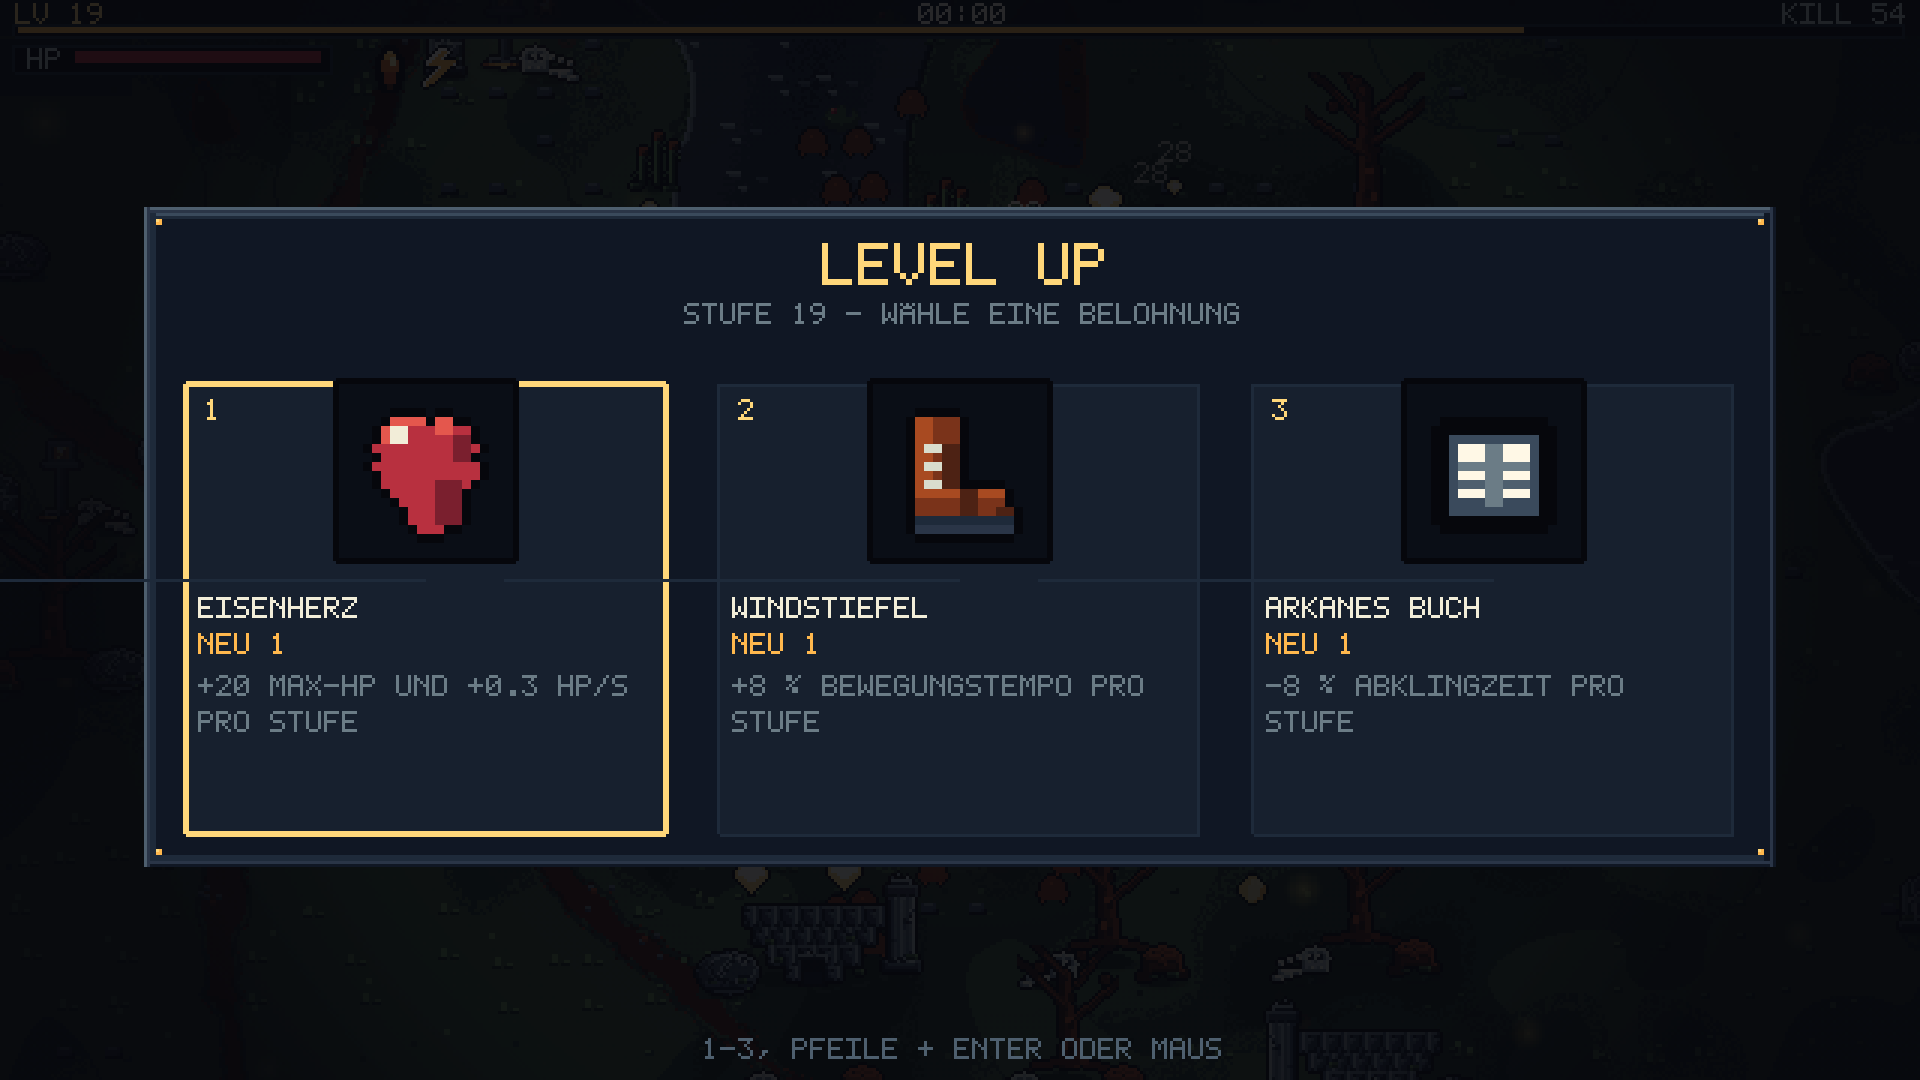 LV 19
00:00
KILL 54
HP
28
28
LEVEL UP
STUFE 19 – WÄHLE EINE BELOHNUNG
1
2
3
EISENHERZ
NEU 1
+20 MAX-HP UND +0.3 HP/S
PRO STUFE
WINDSTIEFEL
NEU 1
+8 % BEWEGUNGSTEMPO PRO
STUFE
ARKANES BUCH
NEU 1
-8 % ABKLINGZEIT PRO
STUFE
1-3, PFEILE + ENTER ODER MAUS